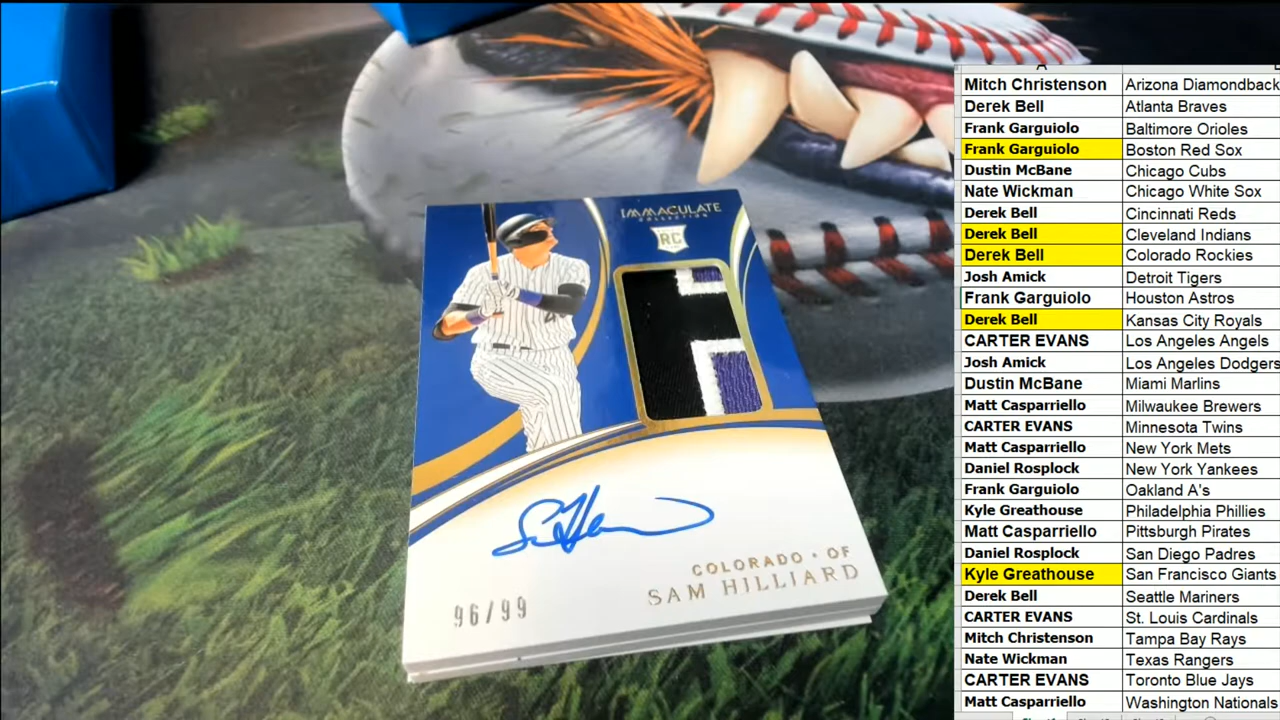 IMMACULATE
COLLECTION
RC
SAM HILLIARD
COLORADO • OF
96/99
A
Mitch Christenson Arizona Diamondback
Derek Bell Atlanta Braves
Frank Garguiolo Baltimore Orioles
Frank Garguiolo Boston Red Sox
Dustin McBane Chicago Cubs
Nate Wickman Chicago White Sox
Derek Bell Cincinnati Reds
Derek Bell Cleveland Indians
Derek Bell Colorado Rockies
Josh Amick Detroit Tigers
Frank Garguiolo Houston Astros
Derek Bell Kansas City Royals
CARTER EVANS Los Angeles Angels
Josh Amick Los Angeles Dodgers
Dustin McBane Miami Marlins
Matt Casparriello Milwaukee Brewers
CARTER EVANS Minnesota Twins
Matt Casparriello New York Mets
Daniel Rosplock New York Yankees
Frank Garguiolo Oakland A's
Kyle Greathouse Philadelphia Phillies
Matt Casparriello Pittsburgh Pirates
Daniel Rosplock San Diego Padres
Kyle Greathouse San Francisco Giants
Derek Bell Seattle Mariners
CARTER EVANS St. Louis Cardinals
Mitch Christenson Tampa Bay Rays
Nate Wickman Texas Rangers
CARTER EVANS Toronto Blue Jays
Matt Casparriello Washington Nationals